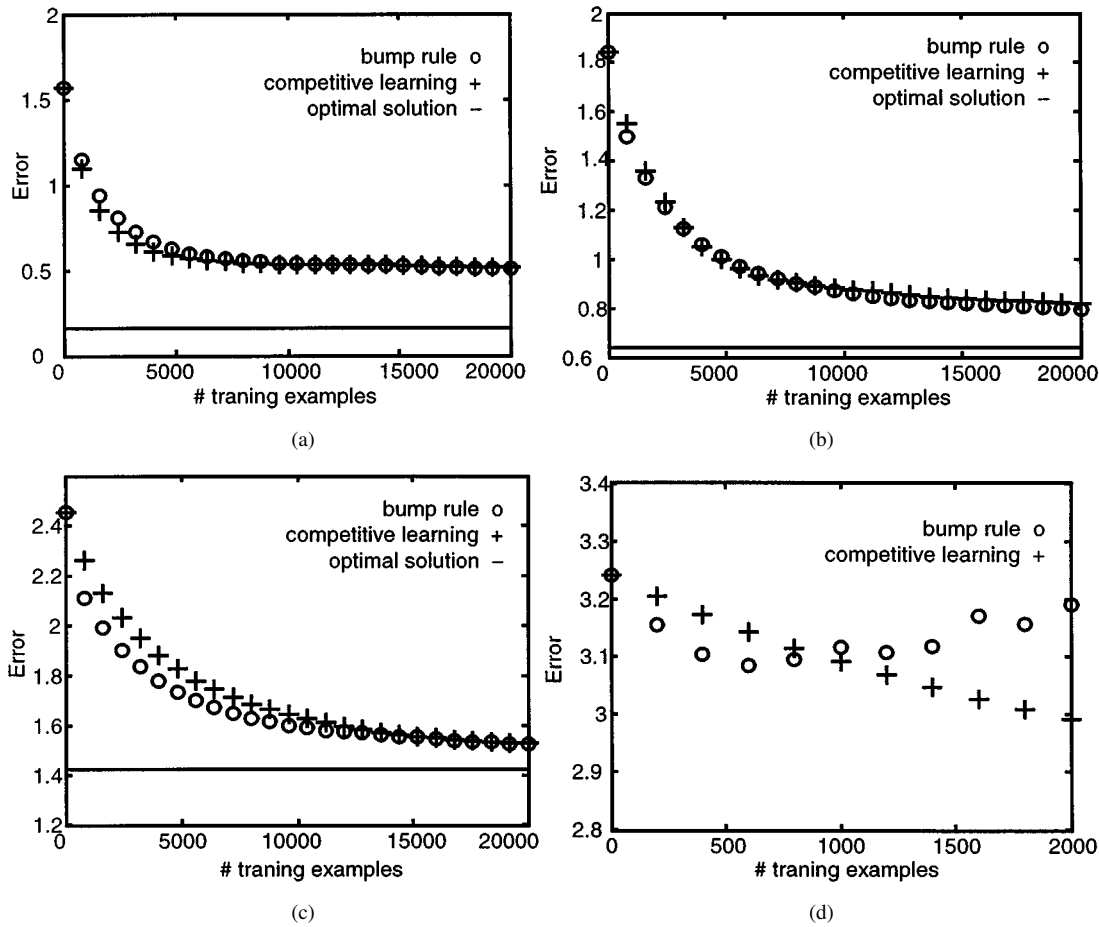 2
bump rule o
competitive learning +
optimal solution –
1.5
1
0.5
0
Error
0 5000 10000 15000 20000
# traning examples
(a)
2
bump rule o
competitive learning +
optimal solution –
1.8
1.6
1.4
1.2
1
0.8
0.6
Error
0 5000 10000 15000 20000
# traning examples
(b)
bump rule o
competitive learning +
optimal solution –
2.4
2.2
2
1.8
1.6
1.4
1.2
Error
0 5000 10000 15000 20000
# traning examples
(c)
3.4
bump rule o
competitive learning +
3.3
3.2
3.1
3
2.9
2.8
Error
0 500 1000 1500 2000
# traning examples
(d)